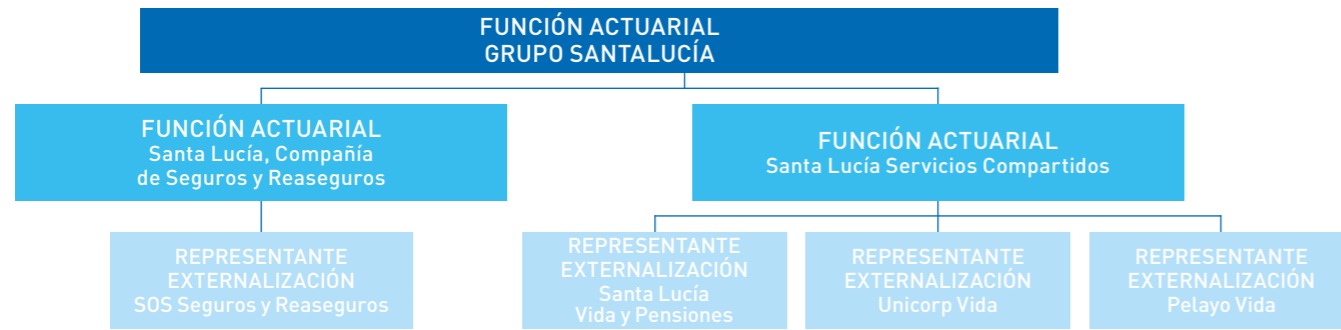 FUNCIÓN ACTUARIAL
GRUPO SANTALUCÍA
FUNCIÓN ACTUARIAL
Santa Lucía, Compañía
de Seguros y Reaseguros
FUNCIÓN ACTUARIAL
Santa Lucía Servicios Compartidos
REPRESENTANTE
EXTERNALIZACIÓN
SOS Seguros y Reaseguros
REPRESENTANTE
EXTERNALIZACIÓN
Santa Lucía
Vida y Pensiones
REPRESENTANTE
EXTERNALIZACIÓN
Unicorp Vida
REPRESENTANTE
EXTERNALIZACIÓN
Pelayo Vida